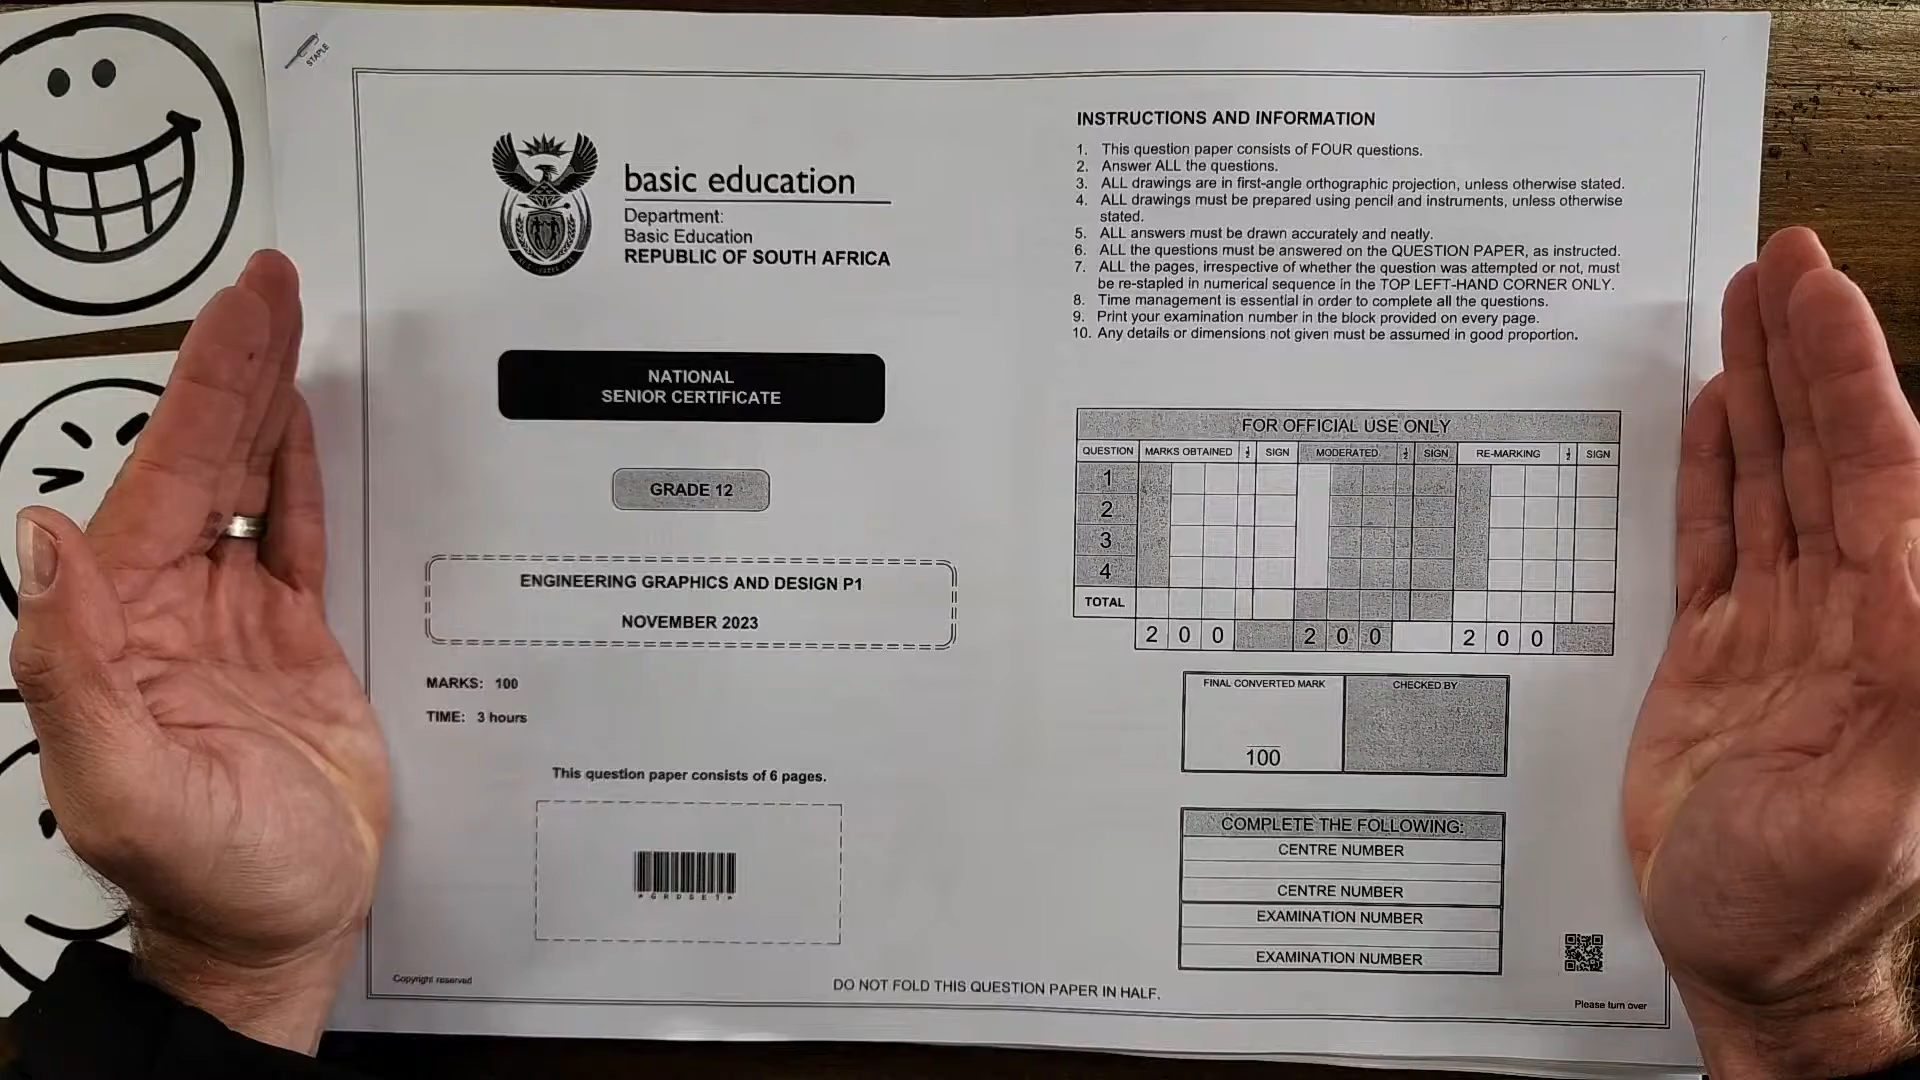 STAPLE
basic education
Department:
Basic Education
REPUBLIC OF SOUTH AFRICA
NATIONAL
SENIOR CERTIFICATE
GRADE 12
ENGINEERING GRAPHICS AND DESIGN P1
NOVEMBER 2023
MARKS: 100
TIME: 3 hours
This question paper consists of 6 pages.
Copyright reserved
DO NOT FOLD THIS QUESTION PAPER IN HALF.
INSTRUCTIONS AND INFORMATION
1. This question paper consists of FOUR questions.
2. Answer ALL the questions.
3. ALL drawings are in first-angle orthographic projection, unless otherwise stated.
4. ALL drawings must be prepared using pencil and instruments, unless otherwise
stated.
5. ALL answers must be drawn accurately and neatly.
6. ALL the questions must be answered on the QUESTION PAPER, as instructed.
7. ALL the pages, irrespective of whether the question was attempted or not, must
be re-stapled in numerical sequence in the TOP LEFT-HAND CORNER ONLY.
8. Time management is essential in order to complete all the questions.
9. Print your examination number in the block provided on every page.
10. Any details or dimensions not given must be assumed in good proportion.
FOR OFFICIAL USE ONLY
QUESTION MARKS OBTAINED ½ SIGN MODERATED ½ SIGN RE-MARKING ½ SIGN
1
2
3
4
TOTAL
2 0 0 2 0 0 2 0 0
FINAL CONVERTED MARK CHECKED BY
100
COMPLETE THE FOLLOWING:
CENTRE NUMBER
CENTRE NUMBER
EXAMINATION NUMBER
EXAMINATION NUMBER
Please turn over